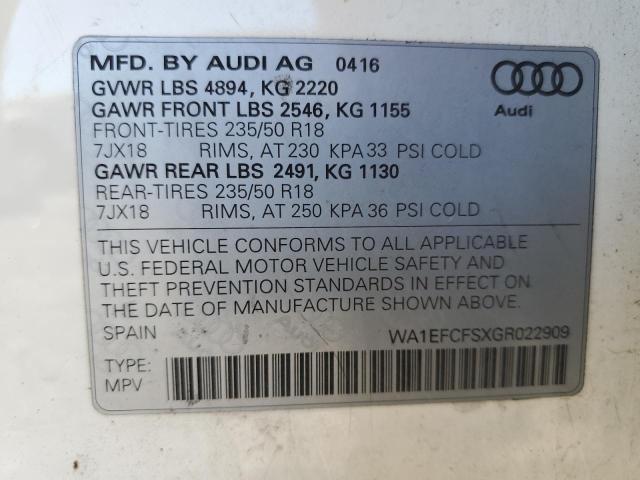 MFD. BY AUDI AG 0416
GVWR LBS 4894, KG 2220
GAWR FRONT LBS 2546, KG 1155
FRONT-TIRES 235/50 R18
7JX18 RIMS, AT 230 KPA 33 PSI COLD
GAWR REAR LBS 2491, KG 1130
REAR-TIRES 235/50 R18
7JX18 RIMS, AT 250 KPA 36 PSI COLD
Audi
THIS VEHICLE CONFORMS TO ALL APPLICABLE
U.S. FEDERAL MOTOR VEHICLE SAFETY AND
THEFT PREVENTION STANDARDS IN EFFECT ON
THE DATE OF MANUFACTURE SHOWN ABOVE.
SPAIN WA1EFCFSXGR022909
TYPE:
MPV